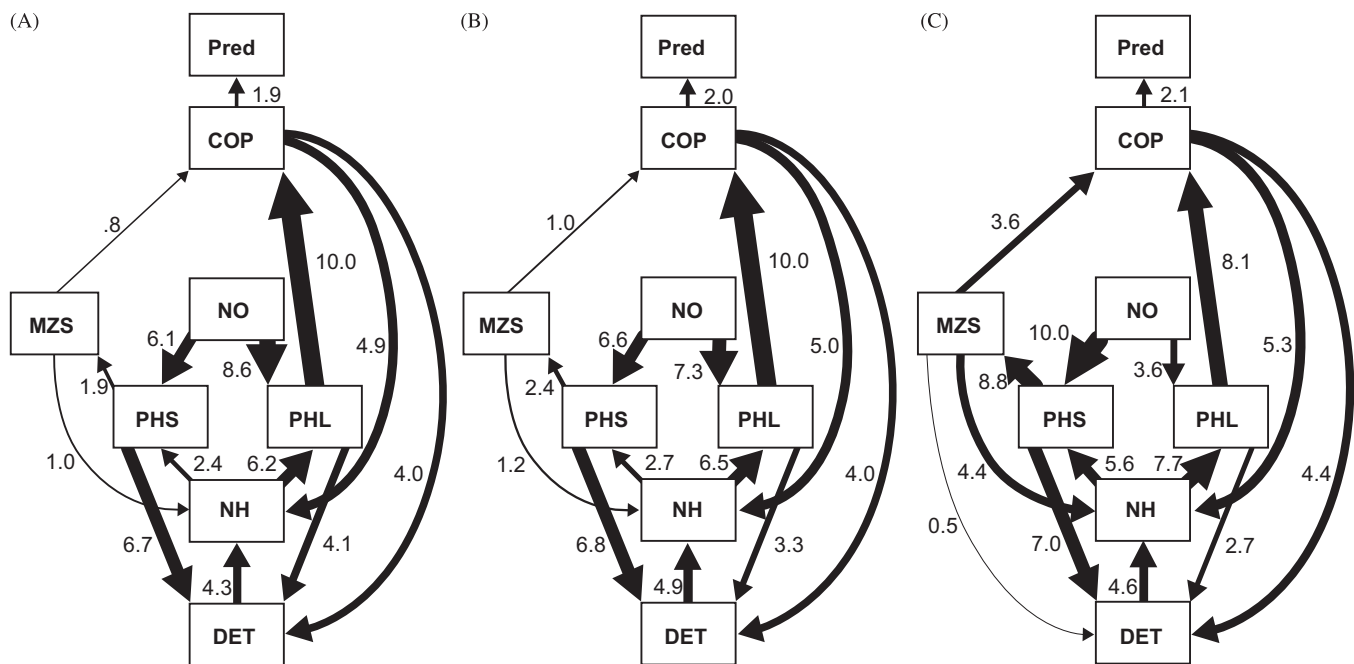 (A)
Pred
1.9
COP
.8
10.0
NO
MZS
6.1
8.6
4.9
1.9
PHS
PHL
1.0
2.4
6.2
4.0
NH
6.7
4.1
4.3
DET
(B)
Pred
2.0
COP
1.0
10.0
NO
MZS
6.6
7.3
5.0
2.4
PHS
PHL
1.2
2.7
6.5
4.0
NH
6.8
3.3
4.9
DET
(C)
Pred
2.1
COP
3.6
8.1
NO
MZS
10.0
3.6
5.3
8.8
PHS
PHL
4.4
5.6
7.7
4.4
NH
0.5
7.0
2.7
4.6
DET